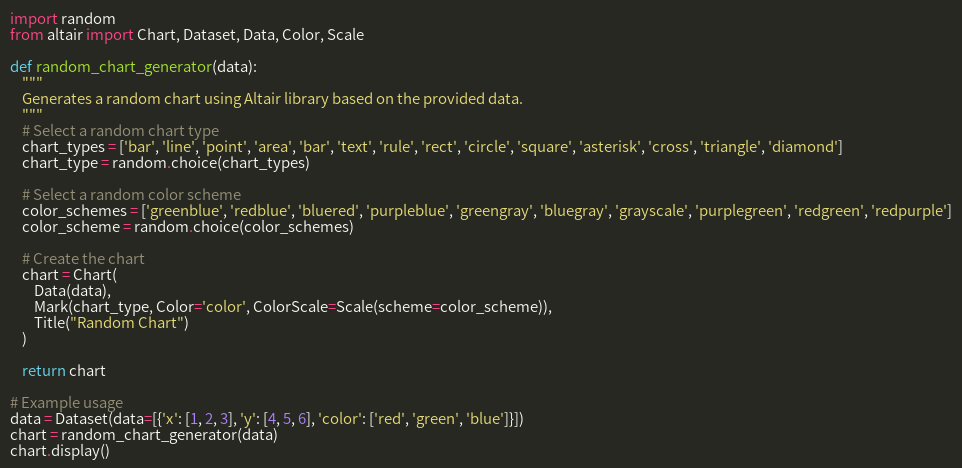 import random
from altair import Chart, Dataset, Data, Color, Scale

def random_chart_generator(data):
    """
    Generates a random chart using Altair library based on the provided data.
    """
    # Select a random chart type
    chart_types = ['bar', 'line', 'point', 'area', 'bar', 'text', 'rule', 'rect', 'circle', 'square', 'asterisk', 'cross', 'triangle', 'diamond']
    chart_type = random.choice(chart_types)

    # Select a random color scheme
    color_schemes = ['greenblue', 'redblue', 'bluered', 'purpleblue', 'greengray', 'bluegray', 'grayscale', 'purplegreen', 'redgreen', 'redpurple']
    color_scheme = random.choice(color_schemes)

    # Create the chart
    chart = Chart(
        Data(data),
        Mark(chart_type, Color='color', ColorScale=Scale(scheme=color_scheme)),
        Title("Random Chart")
    )

    return chart

# Example usage
data = Dataset(data=[{'x': [1, 2, 3], 'y': [4, 5, 6], 'color': ['red', 'green', 'blue']}])
chart = random_chart_generator(data)
chart.display()